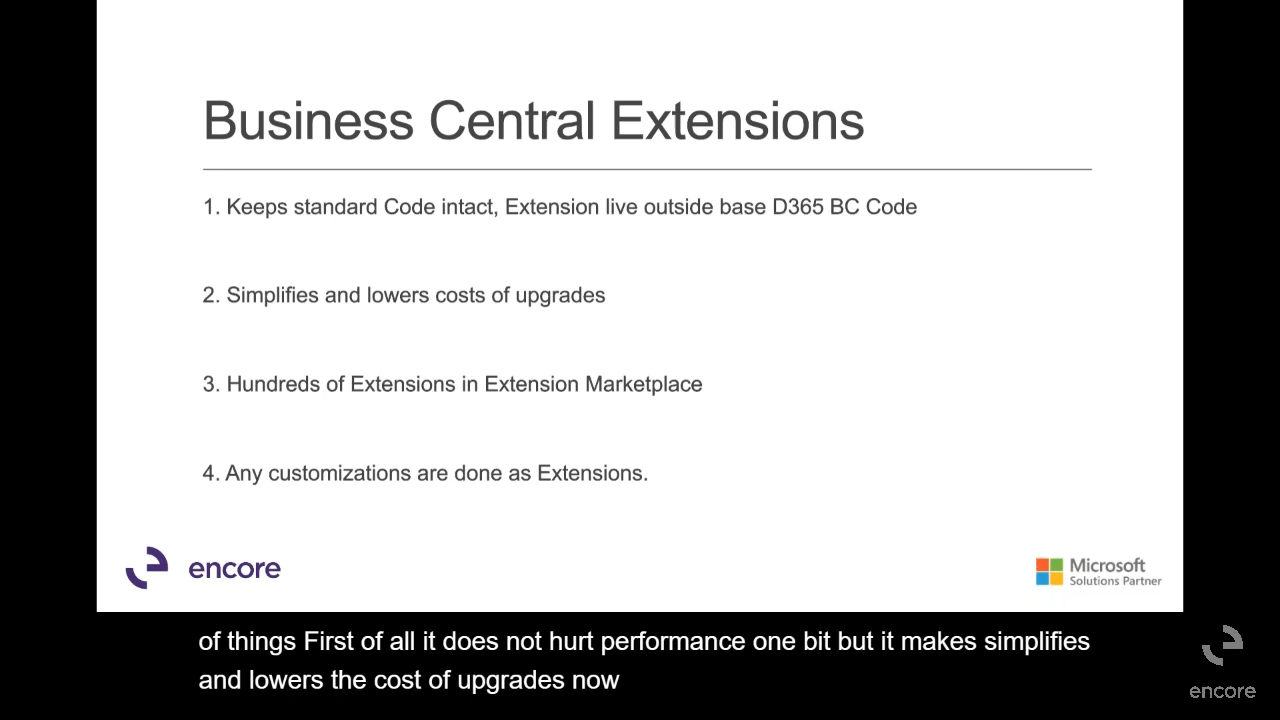 Business Central Extensions
1. Keeps standard Code intact, Extension live outside base D365 BC Code
2. Simplifies and lowers costs of upgrades
3. Hundreds of Extensions in Extension Marketplace
4. Any customizations are done as Extensions.
encore
Microsoft
Solutions Partner
of things First of all it does not hurt performance one bit but it makes simplifies
and lowers the cost of upgrades now
encore